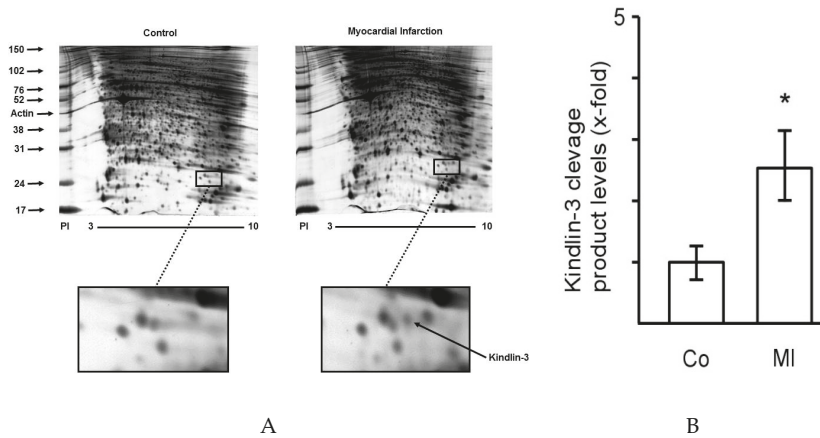 Control
Myocardial Infarction
150
102
76
52
Actin
38
31
24
17
PI 3 10
PI 3 10
Kindlin-3
A
5
*
Kindlin-3 clevage
product levels (x-fold)
Co MI
B